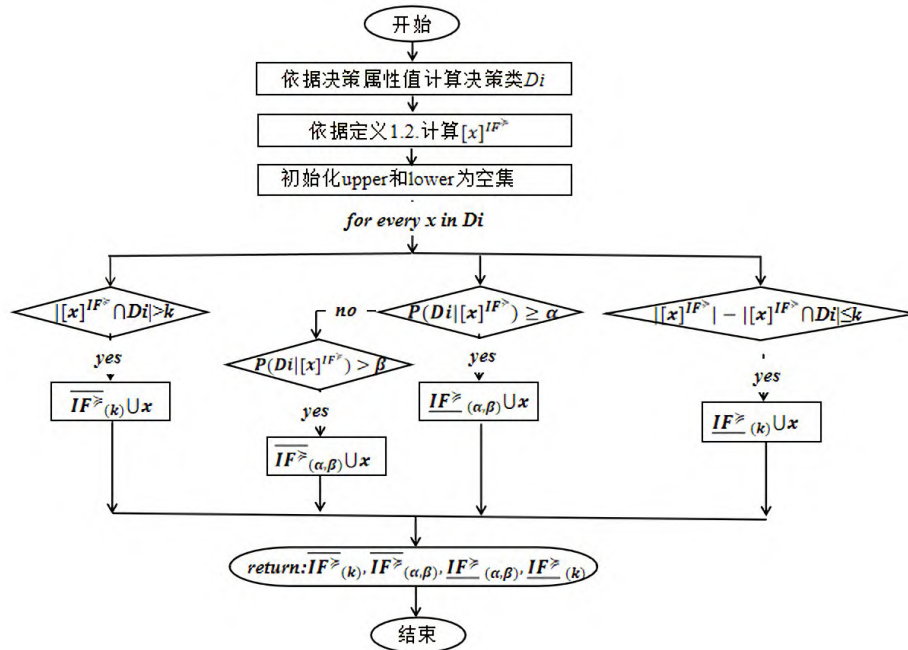 开始
依据决策属性值计算决策类Di
依据定义1.2.计算[x]^{IF^≽}
初始化upper和lower为空集
for every x in Di
|[x]^{IF^≽}∩Di|>k
no
P(Di|[x]^{IF^≽}) ≥ α
|[x]^{IF^≽}| − |[x]^{IF^≽}∩Di|≤k
yes
P(Di|[x]^{IF^≽}) > β
yes
yes
\overline{IF^≽}_{(k)}∪x
yes
\underline{IF^≽}_{(α,β)}∪x
\underline{IF^≽}_{(k)}∪x
\overline{IF^≽}_{(α,β)}∪x
return:\overline{IF^≽}_{(k)},\overline{IF^≽}_{(α,β)},\underline{IF^≽}_{(α,β)},\underline{IF^≽}_{(k)}
结束